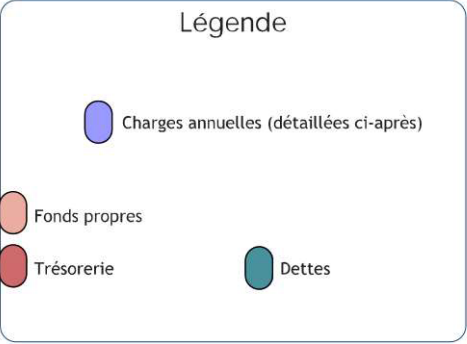 Légende
Charges annuelles (détaillées ci-après)
Fonds propres
Trésorerie
Dettes